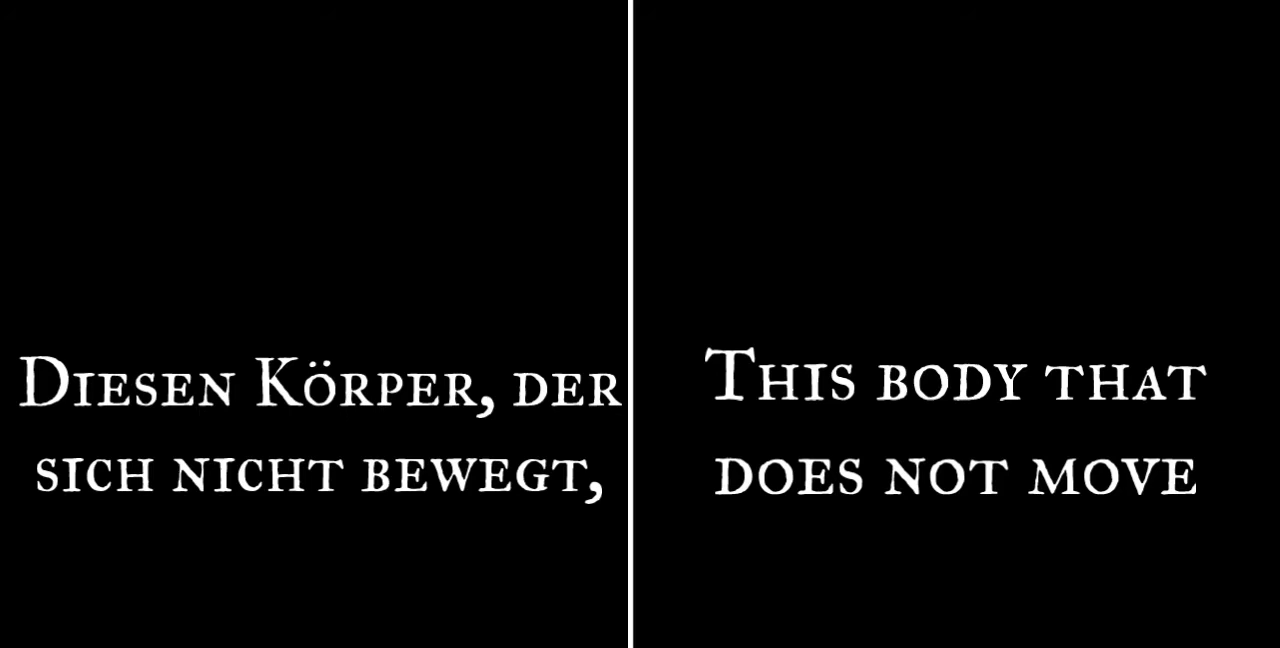 Diesen Körper, der
sich nicht bewegt,
This body that
does not move